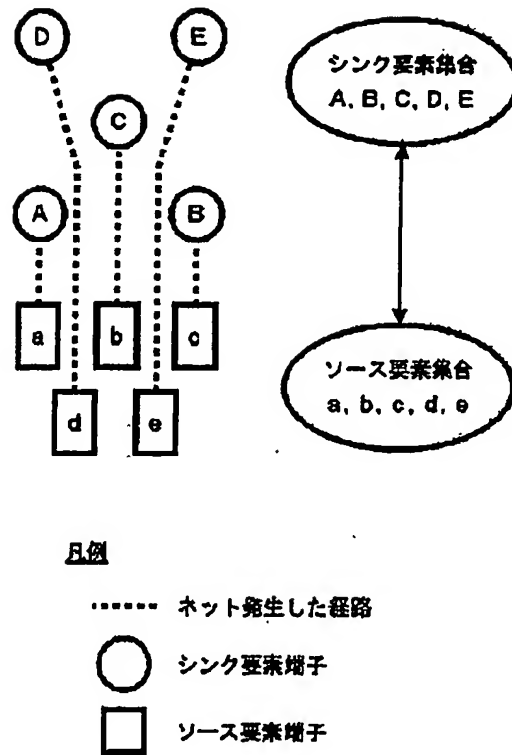 D E
C
A B
a b c
d e
シンク要素集合
A, B, C, D, E
ソース要素集合
a, b, c, d, e
凡例
ネット発生した経路
シンク要素端子
ソース要素端子